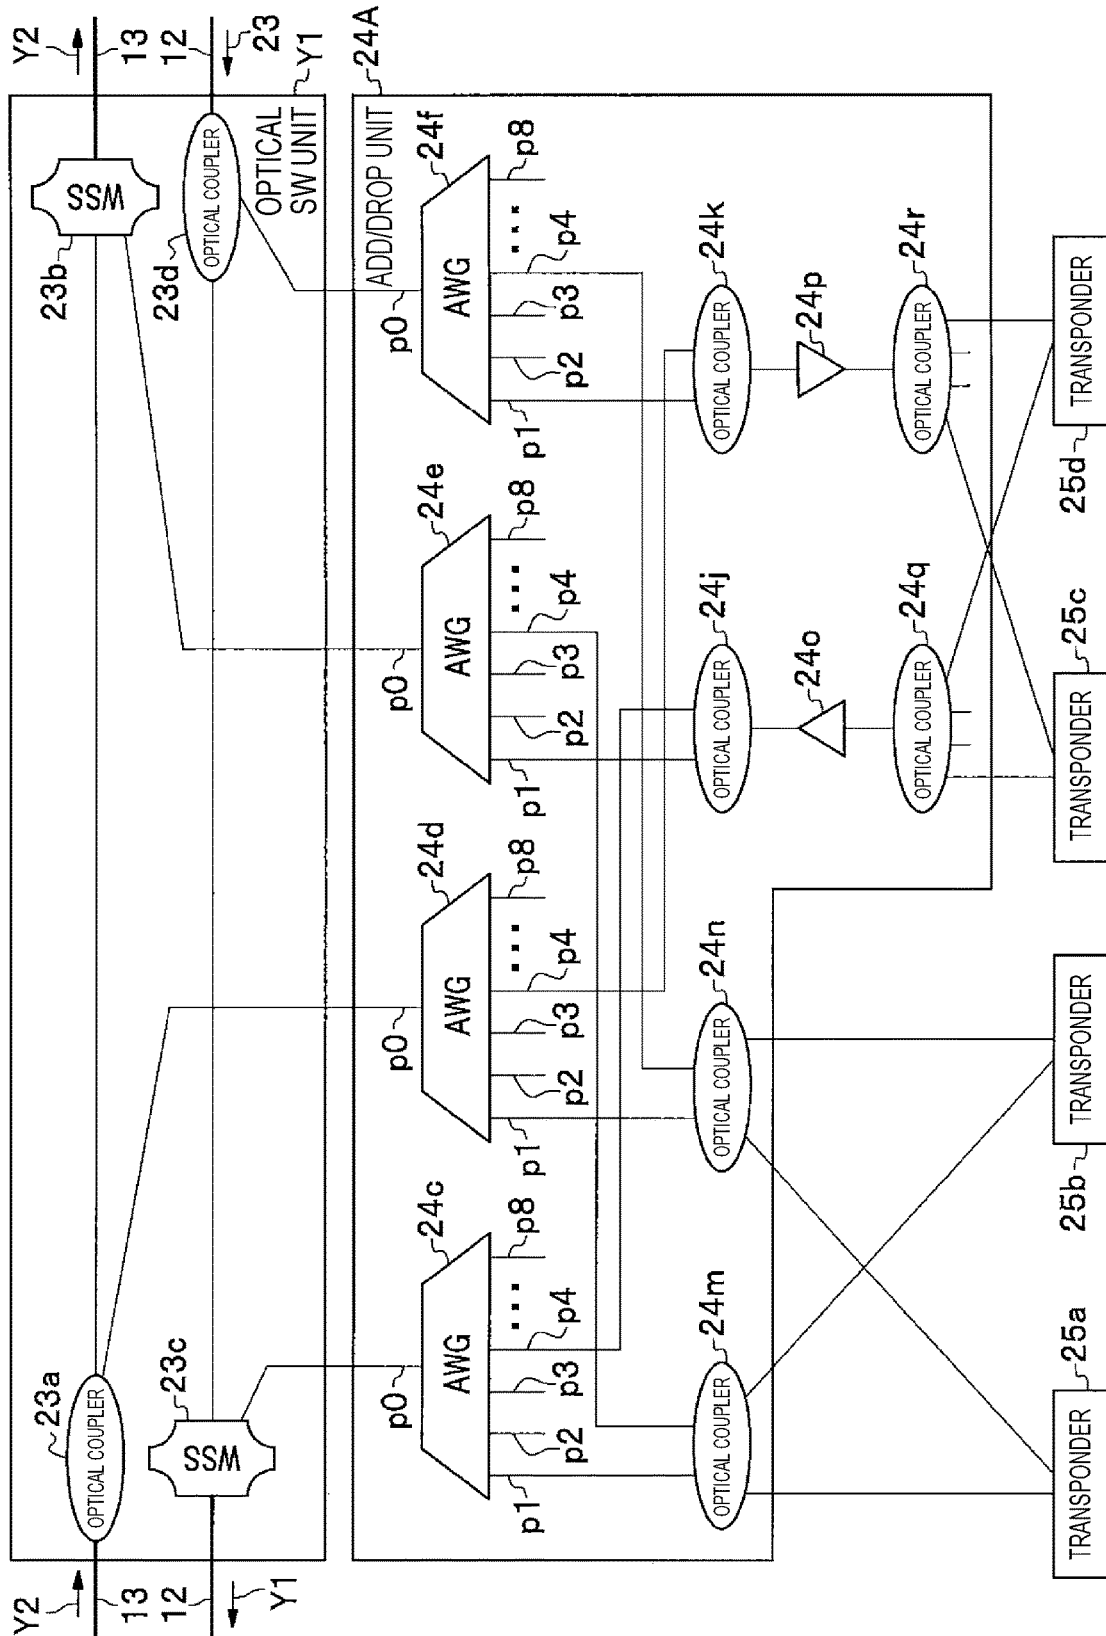 Y2
13
12
Y1
23a
OPTICAL COUPLER
23c
WSS
23b
WSS
23d
OPTICAL COUPLER
OPTICAL
SW UNIT
Y2
13
12
23
Y1
24A
ADD/DROP UNIT
p0
24c
AWG
p1
p2
p3
p4
p8
p0
24d
AWG
p1
p2
p3
p4
p8
p0
24e
AWG
p1
p2
p3
p4
p8
p0
24f
AWG
p1
p2
p3
p4
p8
24m
OPTICAL COUPLER
24n
OPTICAL COUPLER
24j
OPTICAL COUPLER
24k
OPTICAL COUPLER
24o
24p
24q
OPTICAL COUPLER
24r
OPTICAL COUPLER
25a
TRANSPONDER
25b
TRANSPONDER
25c
TRANSPONDER
25d
TRANSPONDER